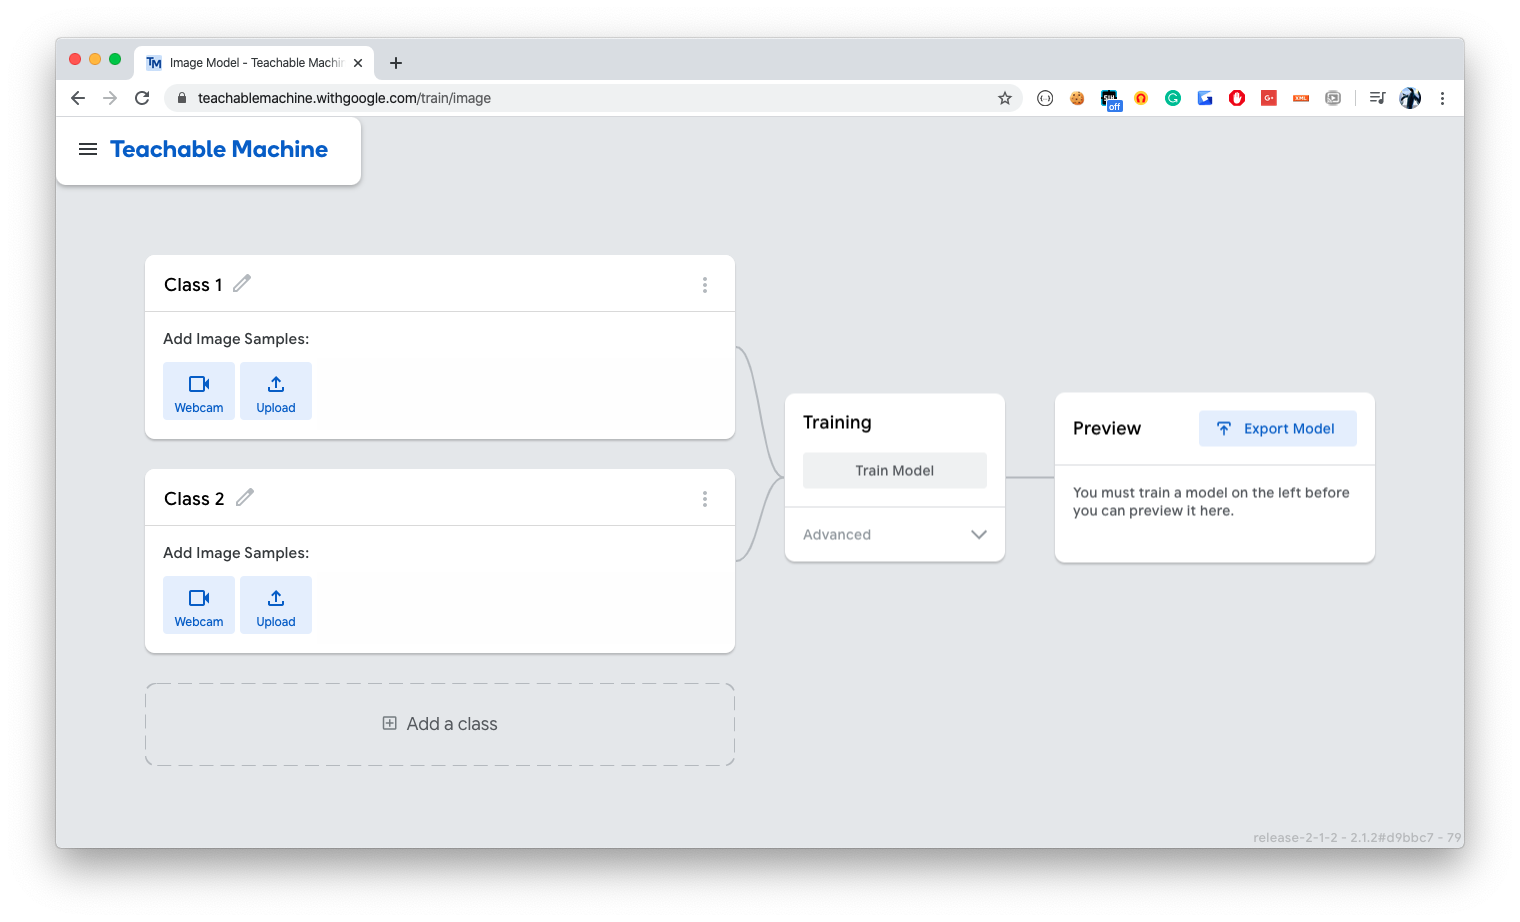 TM Image Model - Teachable Machin
teachablemachine.withgoogle.com/train/image
off
G+
XML
Teachable Machine
Class 1
Add Image Samples:
Webcam Upload
Class 2
Add Image Samples:
Webcam Upload
Add a class
Training
Train Model
Advanced
Preview
Export Model
You must train a model on the left before
you can preview it here.
release-2-1-2 - 2.1.2#d9bbc7 - 79